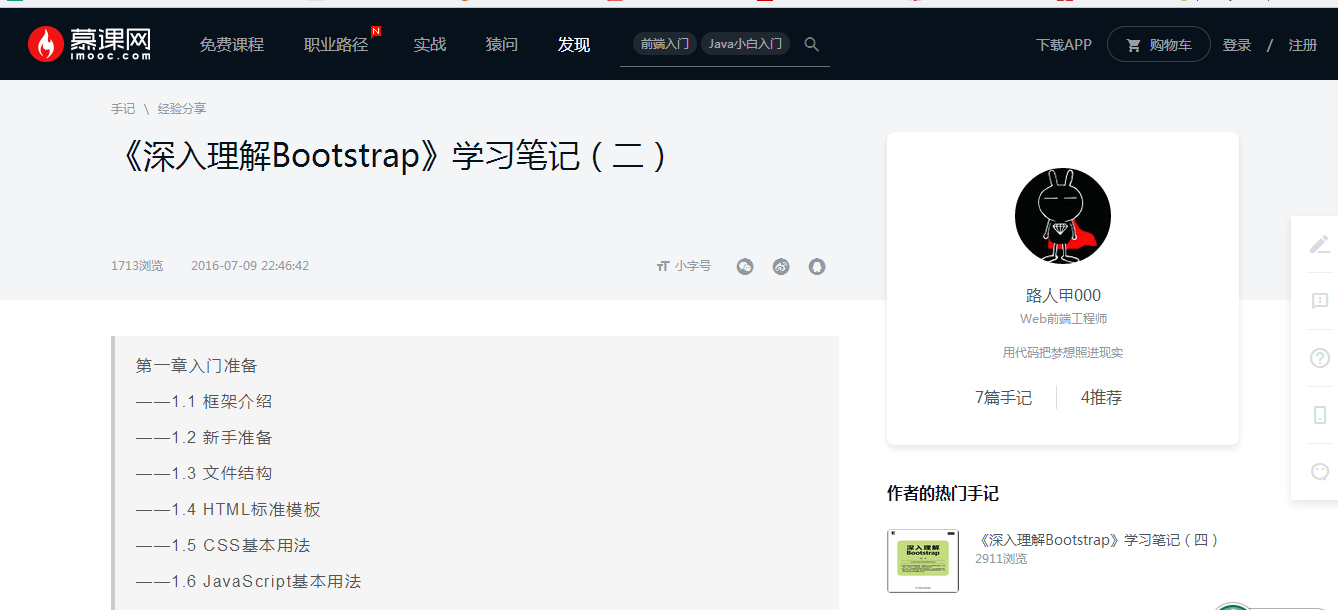 慕课网
imooc.com
免费课程 职业路径 N 实战 猿问 发现 前端入门 Java小白入门 下载APP 购物车 登录 / 注册
手记 \ 经验分享
《深入理解Bootstrap》学习笔记（二）
1713浏览 2016-07-09 22:46:42 小字号
第一章入门准备
——1.1 框架介绍
——1.2 新手准备
——1.3 文件结构
——1.4 HTML标准模板
——1.5 CSS基本用法
——1.6 JavaScript基本用法
路人甲000
Web前端工程师
用代码把梦想照进现实
7篇手记 4推荐
作者的热门手记
深入理解
Bootstrap
《深入理解Bootstrap》学习笔记（四）
2911浏览